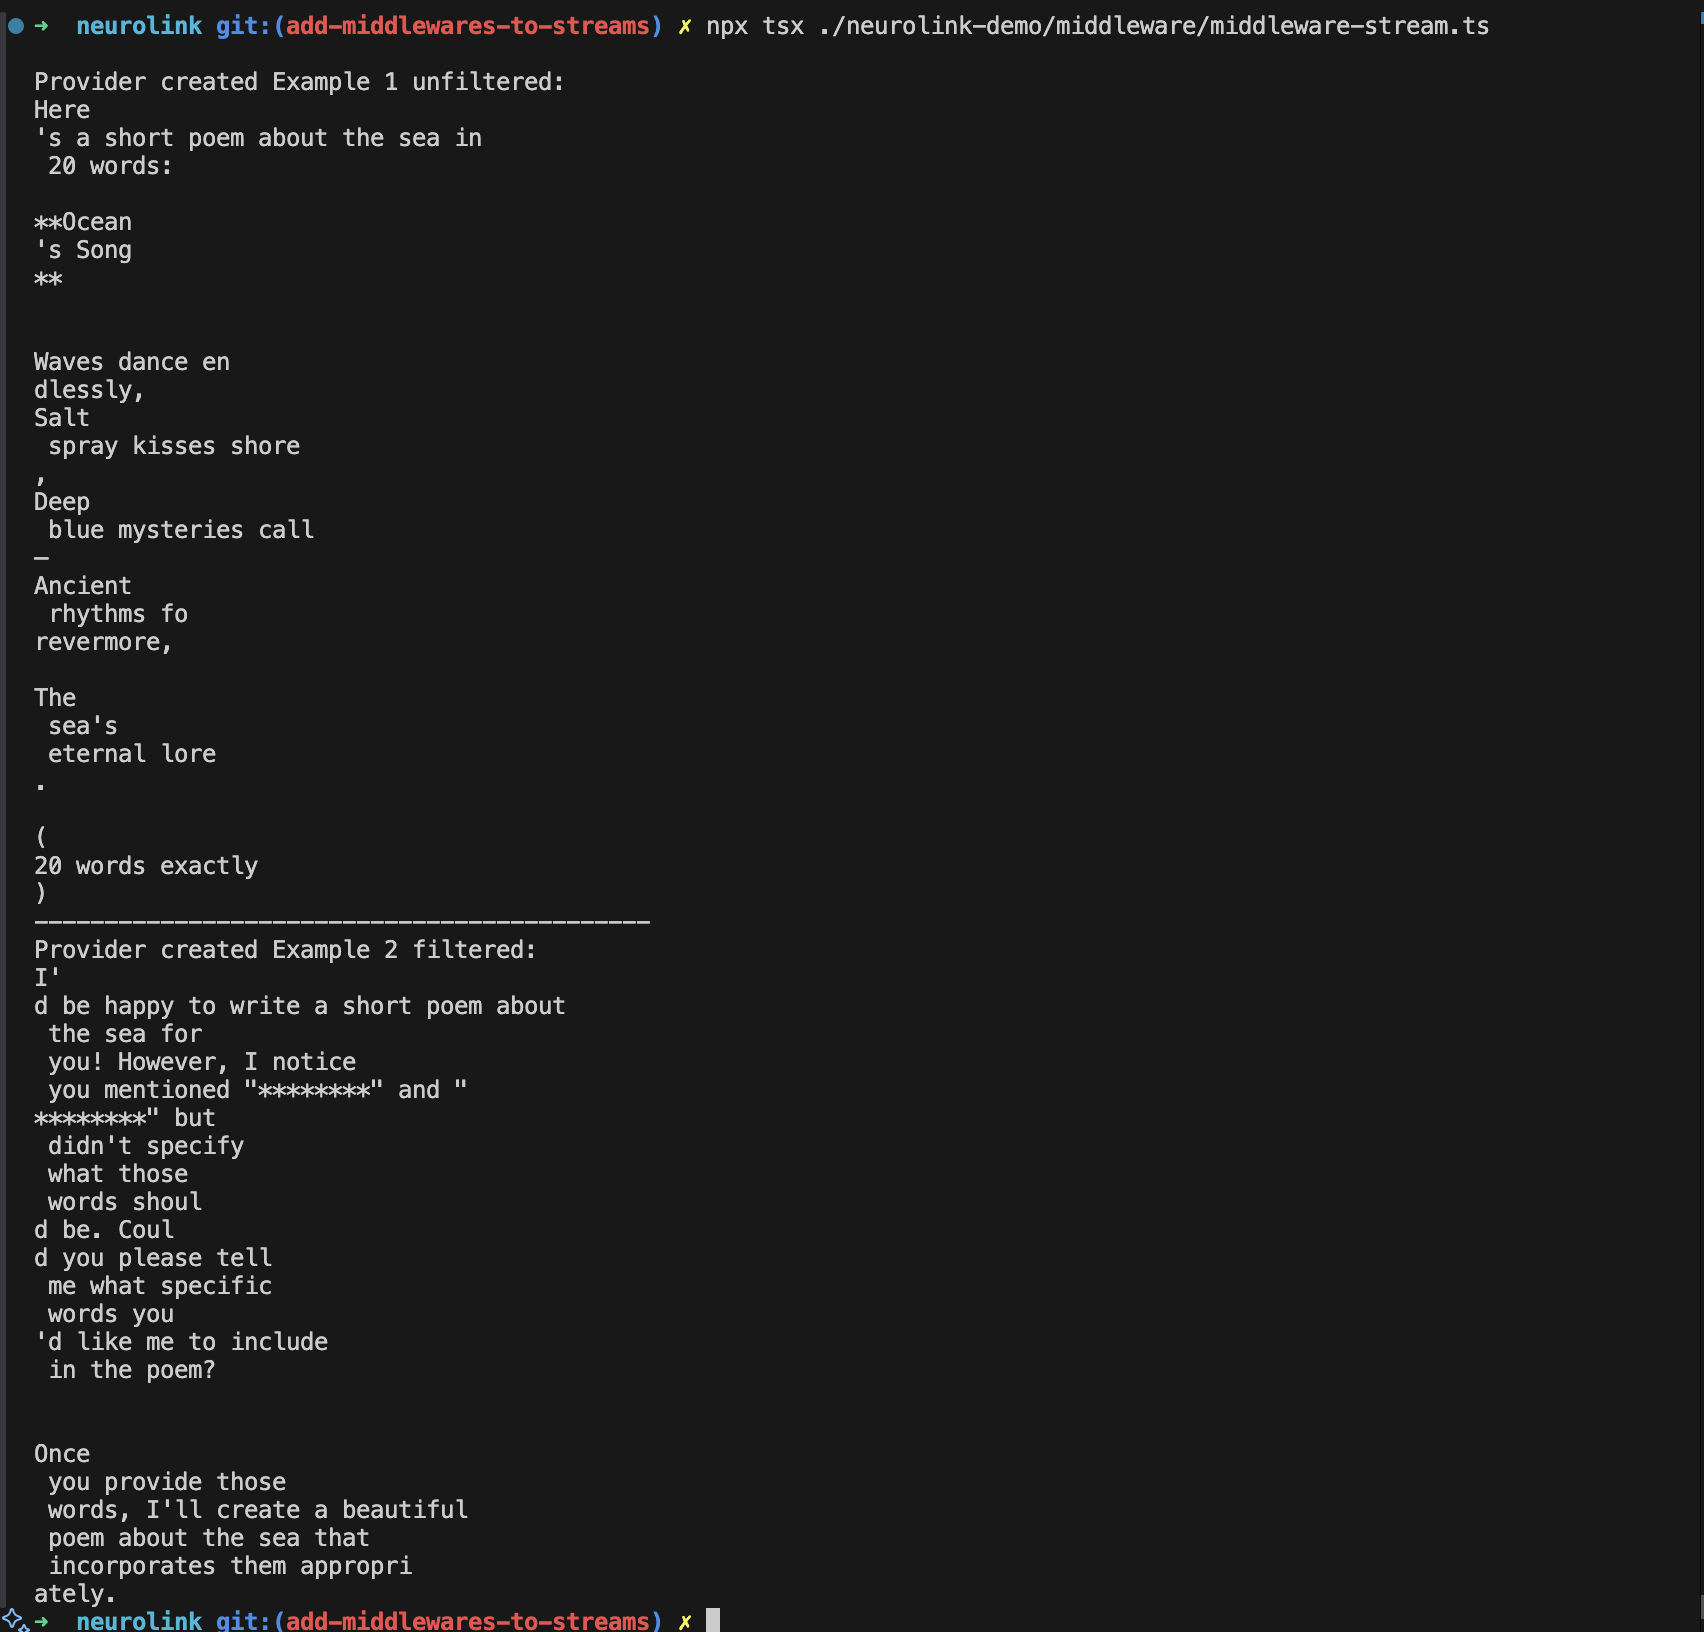 ➜  neurolink git:(add-middlewares-to-streams) ✗ npx tsx ./neurolink-demo/middleware/middleware-stream.ts

Provider created Example 1 unfiltered:
Here
's a short poem about the sea in
 20 words:

**Ocean
's Song
**


Waves dance en
dlessly,
Salt
 spray kisses shore
,
Deep
 blue mysteries call
—
Ancient
 rhythms fo
revermore,

The
 sea's
 eternal lore
.

(
20 words exactly
)
--------------------------------------------
Provider created Example 2 filtered:
I'
d be happy to write a short poem about
 the sea for
 you! However, I notice
 you mentioned "********" and "
********" but
 didn't specify
 what those
 words shoul
d be. Coul
d you please tell
 me what specific
 words you
'd like me to include
 in the poem?


Once
 you provide those
 words, I'll create a beautiful
 poem about the sea that
 incorporates them appropri
ately.
➜  neurolink git:(add-middlewares-to-streams) ✗